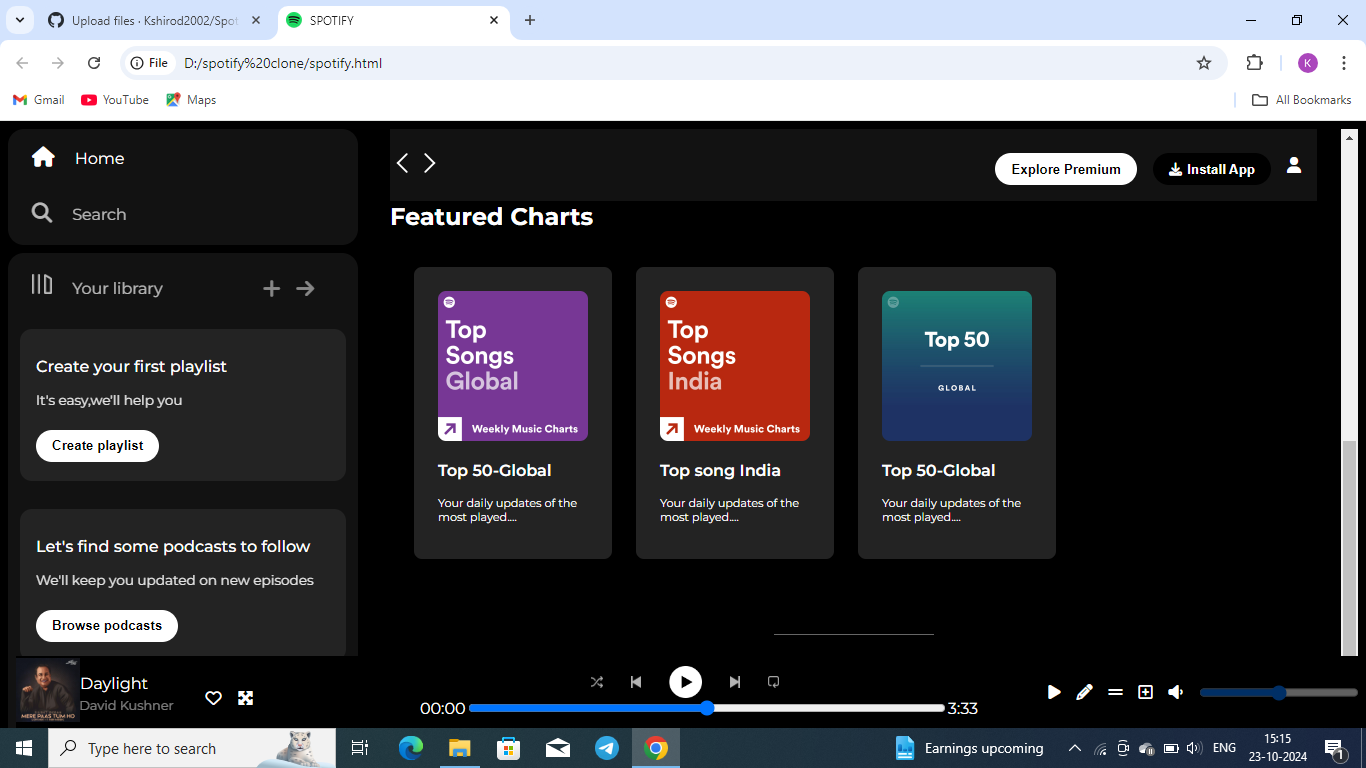 Upload files · Kshirod2002/Spot
SPOTIFY
File
D:/spotify%20clone/spotify.html
K
Gmail
YouTube
Maps
All Bookmarks
Home
Search
Your library
Create your first playlist
It's easy,we'll help you
Create playlist
Let's find some podcasts to follow
We'll keep you updated on new episodes
Browse podcasts
Explore Premium
Install App
Featured Charts
Top
Songs
Global
Weekly Music Charts
Top 50-Global
Your daily updates of the
most played....
Top
Songs
India
Weekly Music Charts
Top song India
Your daily updates of the
most played....
Top 50
GLOBAL
Top 50-Global
Your daily updates of the
most played....
MERE PAAS TUM HO
Daylight
David Kushner
00:00
3:33
Type here to search
Earnings upcoming
ENG
15:15
23-10-2024
1